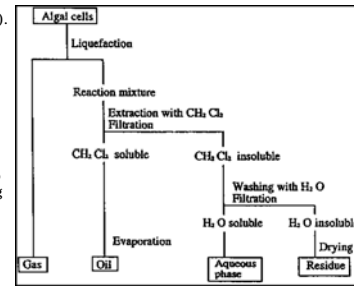 ).
Algal cells
Liquefaction
Reaction mixture
Extraction with CH₂ Cl₂
Filtration
CH₂ Cl₂ soluble
CH₂ Cl₂ insoluble
Washing with H₂ O
Filtration
g
H₂ O soluble
H₂ O insoluble
Evaporation
Drying
Gas
Oil
Aqueous
phase
Residue